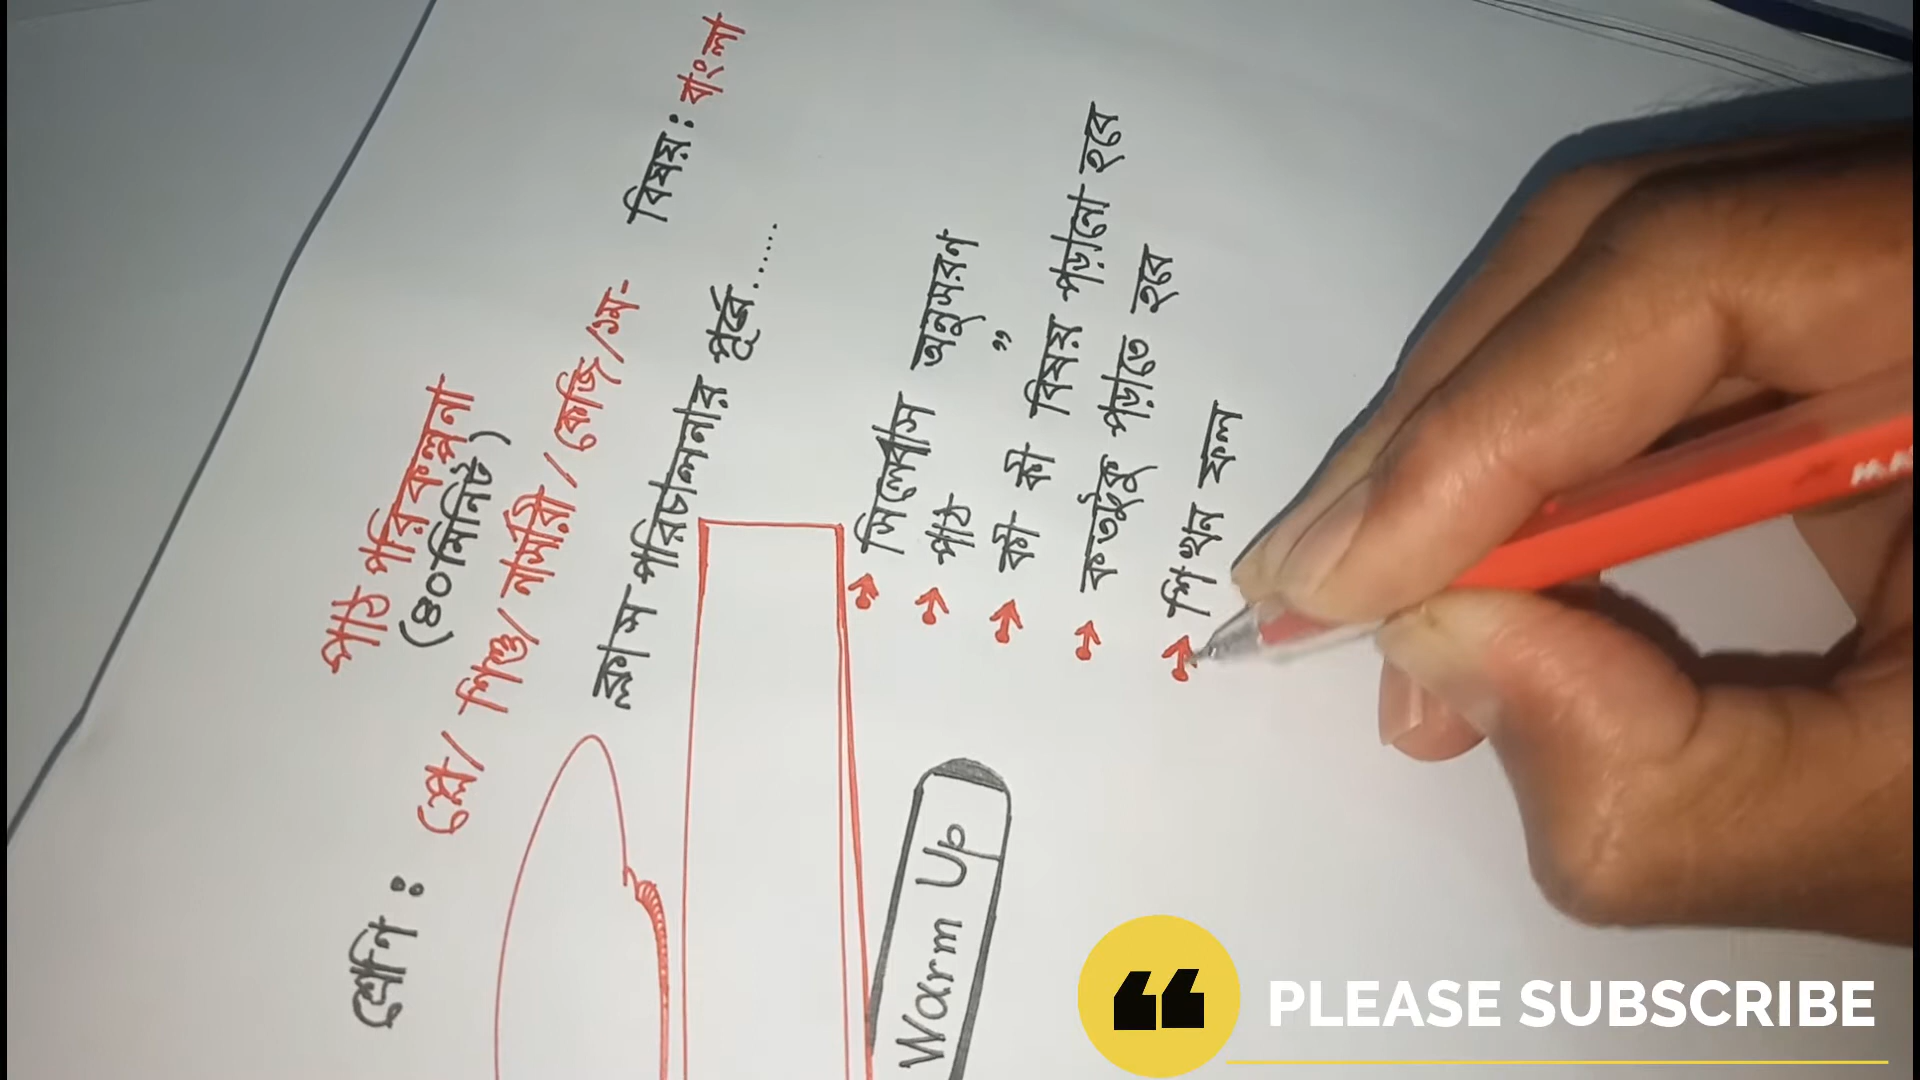 পাঠ পরিকল্পনা
(৪০মিনিট)
শ্রেণি : প্লে/ শিশু/ নার্সারী / কেজি/১ম-
বিষয় : বাংলা
ক্লাস পরিচালনার পূর্বে......
সিলেবাস অনুসরণ
পাঠ "
কী কী বিষয় পড়ানো হবে
কতটুকু পড়াতে হবে
শিখন ফল
Warm Up
PLEASE SUBSCRIBE